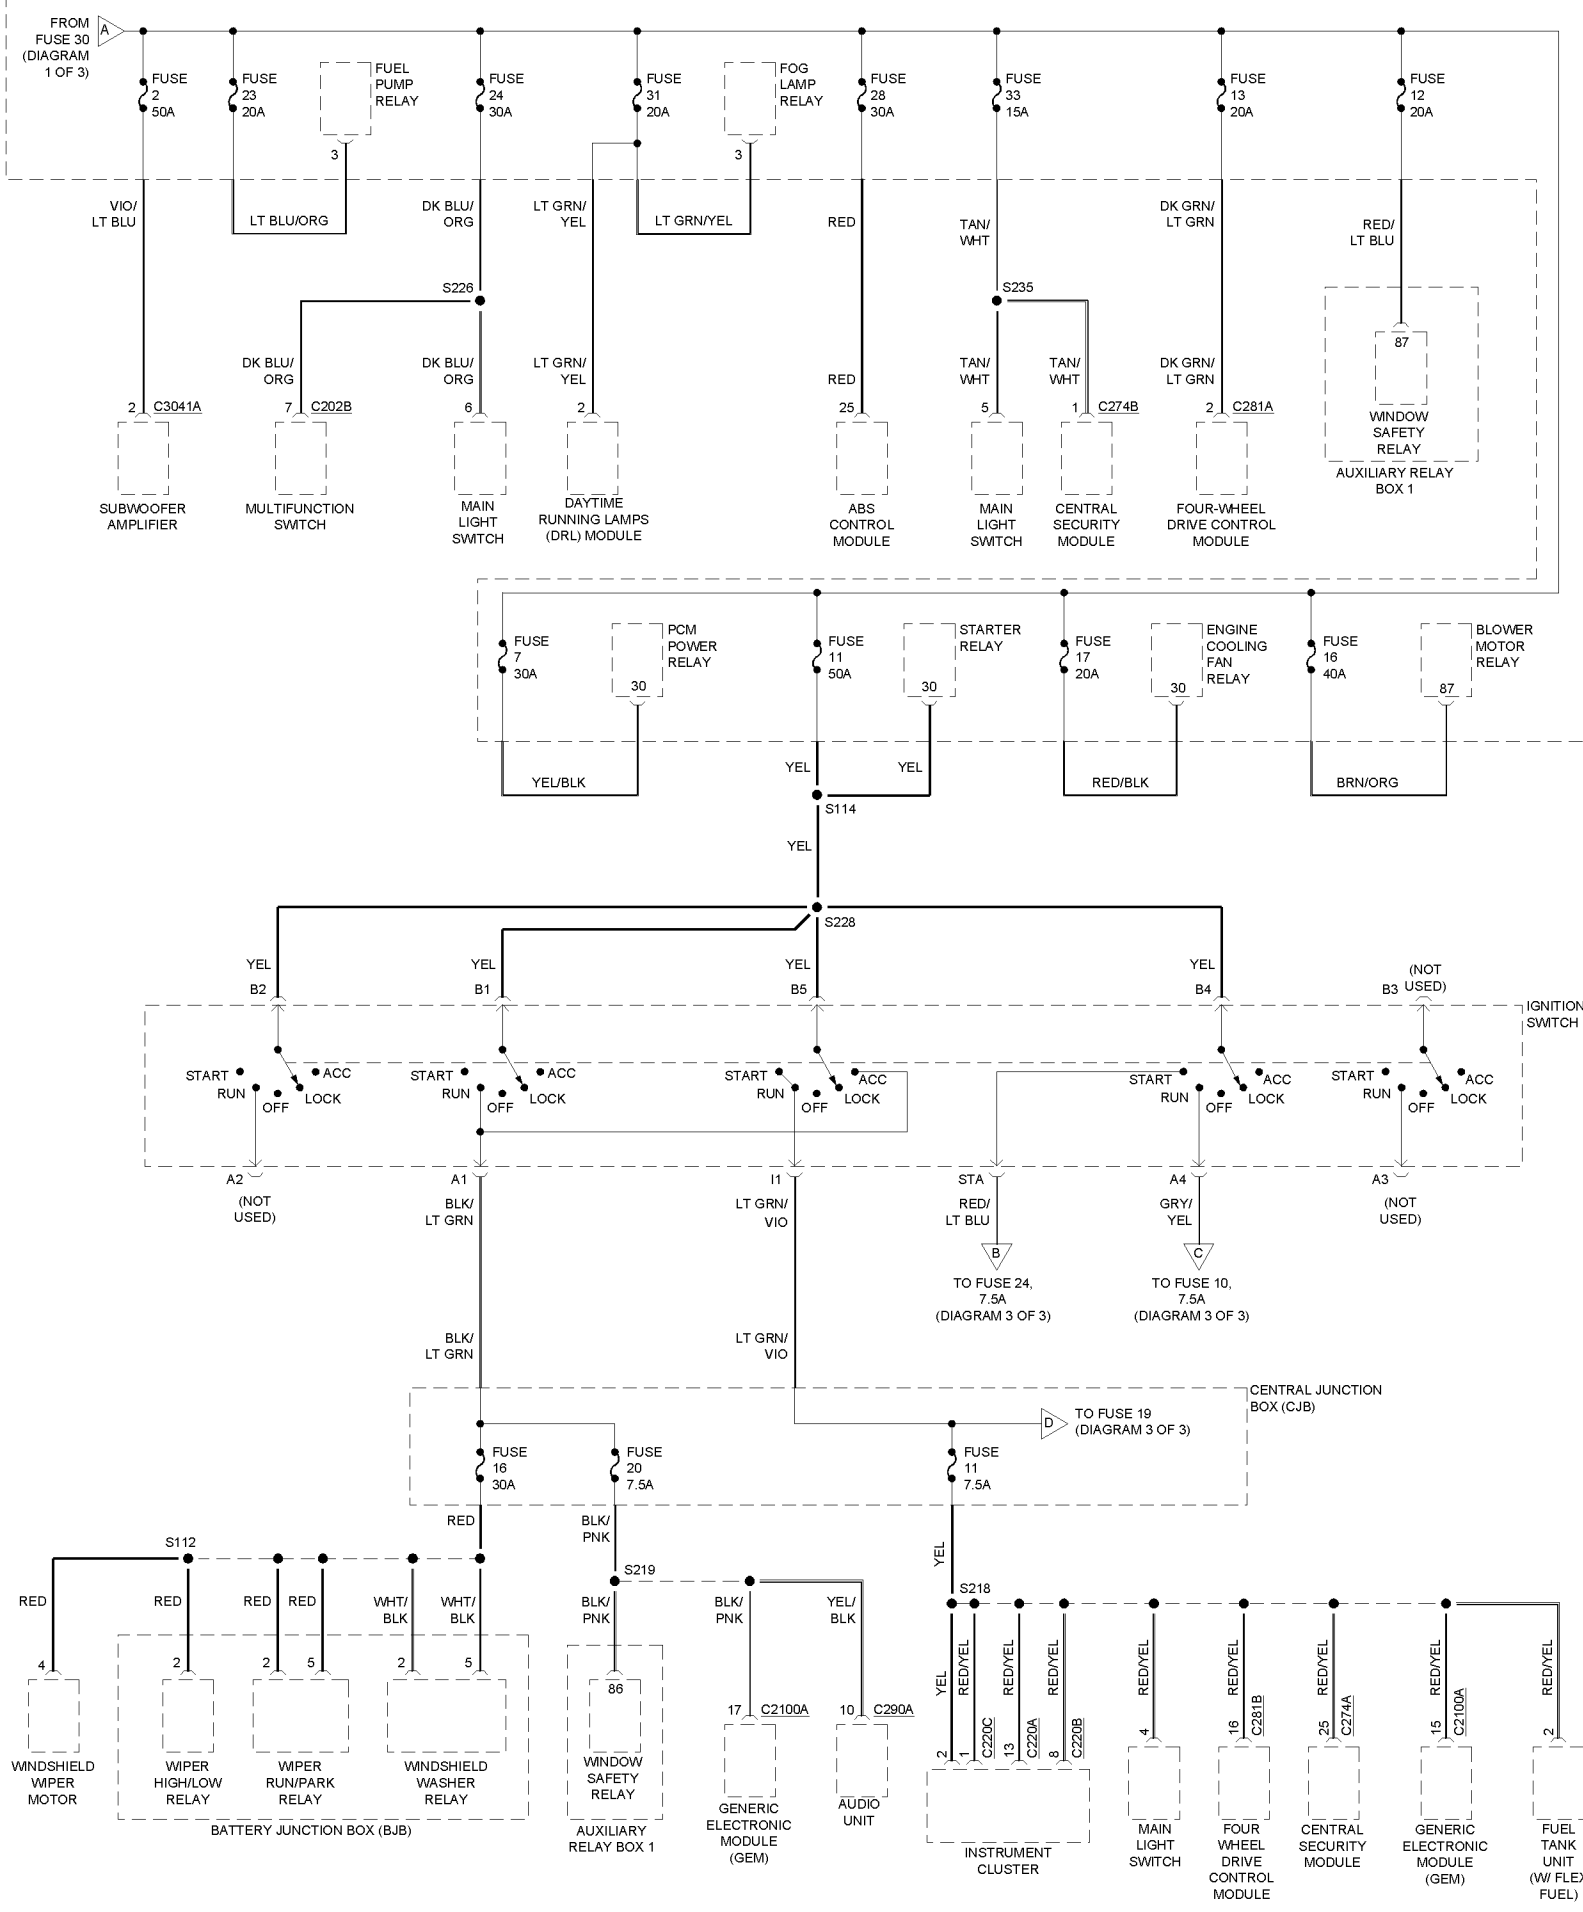 FROM
FUSE 30
(DIAGRAM
1 OF 3)
A
FUSE
2
50A
FUSE
23
20A
FUEL
PUMP
RELAY
3
FUSE
24
30A
FUSE
31
20A
FOG
LAMP
RELAY
3
FUSE
28
30A
FUSE
33
15A
FUSE
13
20A
FUSE
12
20A
VIO/
LT BLU
LT BLU/ORG
DK BLU/
ORG
LT GRN/
YEL
LT GRN/YEL
RED
TAN/
WHT
DK GRN/
LT GRN
RED/
LT BLU
S226
S235
DK BLU/
ORG
DK BLU/
ORG
LT GRN/
YEL
RED
TAN/
WHT
TAN/
WHT
DK GRN/
LT GRN
87
WINDOW
SAFETY
RELAY
AUXILIARY RELAY
BOX 1
2 C3041A
7 C202B
6
2
25
5
1 C274B
2 C281A
SUBWOOFER
AMPLIFIER
MULTIFUNCTION
SWITCH
MAIN
LIGHT
SWITCH
DAYTIME
RUNNING LAMPS
(DRL) MODULE
ABS
CONTROL
MODULE
MAIN
LIGHT
SWITCH
CENTRAL
SECURITY
MODULE
FOUR-WHEEL
DRIVE CONTROL
MODULE
FUSE
7
30A
PCM
POWER
RELAY
30
FUSE
11
50A
STARTER
RELAY
30
FUSE
17
20A
ENGINE
COOLING
FAN
RELAY
30
FUSE
16
40A
BLOWER
MOTOR
RELAY
87
YEL/BLK
YEL
YEL
RED/BLK
BRN/ORG
S114
YEL
S228
YEL
YEL
YEL
YEL
(NOT
USED)
B2
B1
B5
B4
B3
IGNITION
SWITCH
START
RUN
OFF
LOCK
ACC
START
RUN
OFF
LOCK
ACC
START
RUN
OFF
LOCK
ACC
START
RUN
OFF
LOCK
ACC
START
RUN
OFF
LOCK
ACC
A2
(NOT
USED)
A1
BLK/
LT GRN
I1
LT GRN/
VIO
STA
RED/
LT BLU
A4
GRY/
YEL
A3
(NOT
USED)
B
TO FUSE 24,
7.5A
(DIAGRAM 3 OF 3)
C
TO FUSE 10,
7.5A
(DIAGRAM 3 OF 3)
BLK/
LT GRN
LT GRN/
VIO
CENTRAL JUNCTION
BOX (CJB)
D
TO FUSE 19
(DIAGRAM 3 OF 3)
FUSE
16
30A
FUSE
20
7.5A
FUSE
11
7.5A
RED
BLK/
PNK
YEL
S112
S219
S218
RED
RED
RED
RED
WHT/
BLK
WHT/
BLK
BLK/
PNK
BLK/
PNK
YEL/
BLK
YEL
RED/YEL
RED/YEL
RED/YEL
RED/YEL
RED/YEL
RED/YEL
RED/YEL
RED/YEL
4
2
2
5
2
5
86
17 C2100A
10 C290A
2
1 C220C
13 C220A
8 C220B
4
16 C281B
25 C274A
15 C2100A
2
WINDSHIELD
WIPER
MOTOR
WIPER
HIGH/LOW
RELAY
WIPER
RUN/PARK
RELAY
WINDSHIELD
WASHER
RELAY
BATTERY JUNCTION BOX (BJB)
WINDOW
SAFETY
RELAY
AUXILIARY
RELAY BOX 1
GENERIC
ELECTRONIC
MODULE
(GEM)
AUDIO
UNIT
INSTRUMENT
CLUSTER
MAIN
LIGHT
SWITCH
FOUR
WHEEL
DRIVE
CONTROL
MODULE
CENTRAL
SECURITY
MODULE
GENERIC
ELECTRONIC
MODULE
(GEM)
FUEL
TANK
UNIT
(W/ FLEX
FUEL)